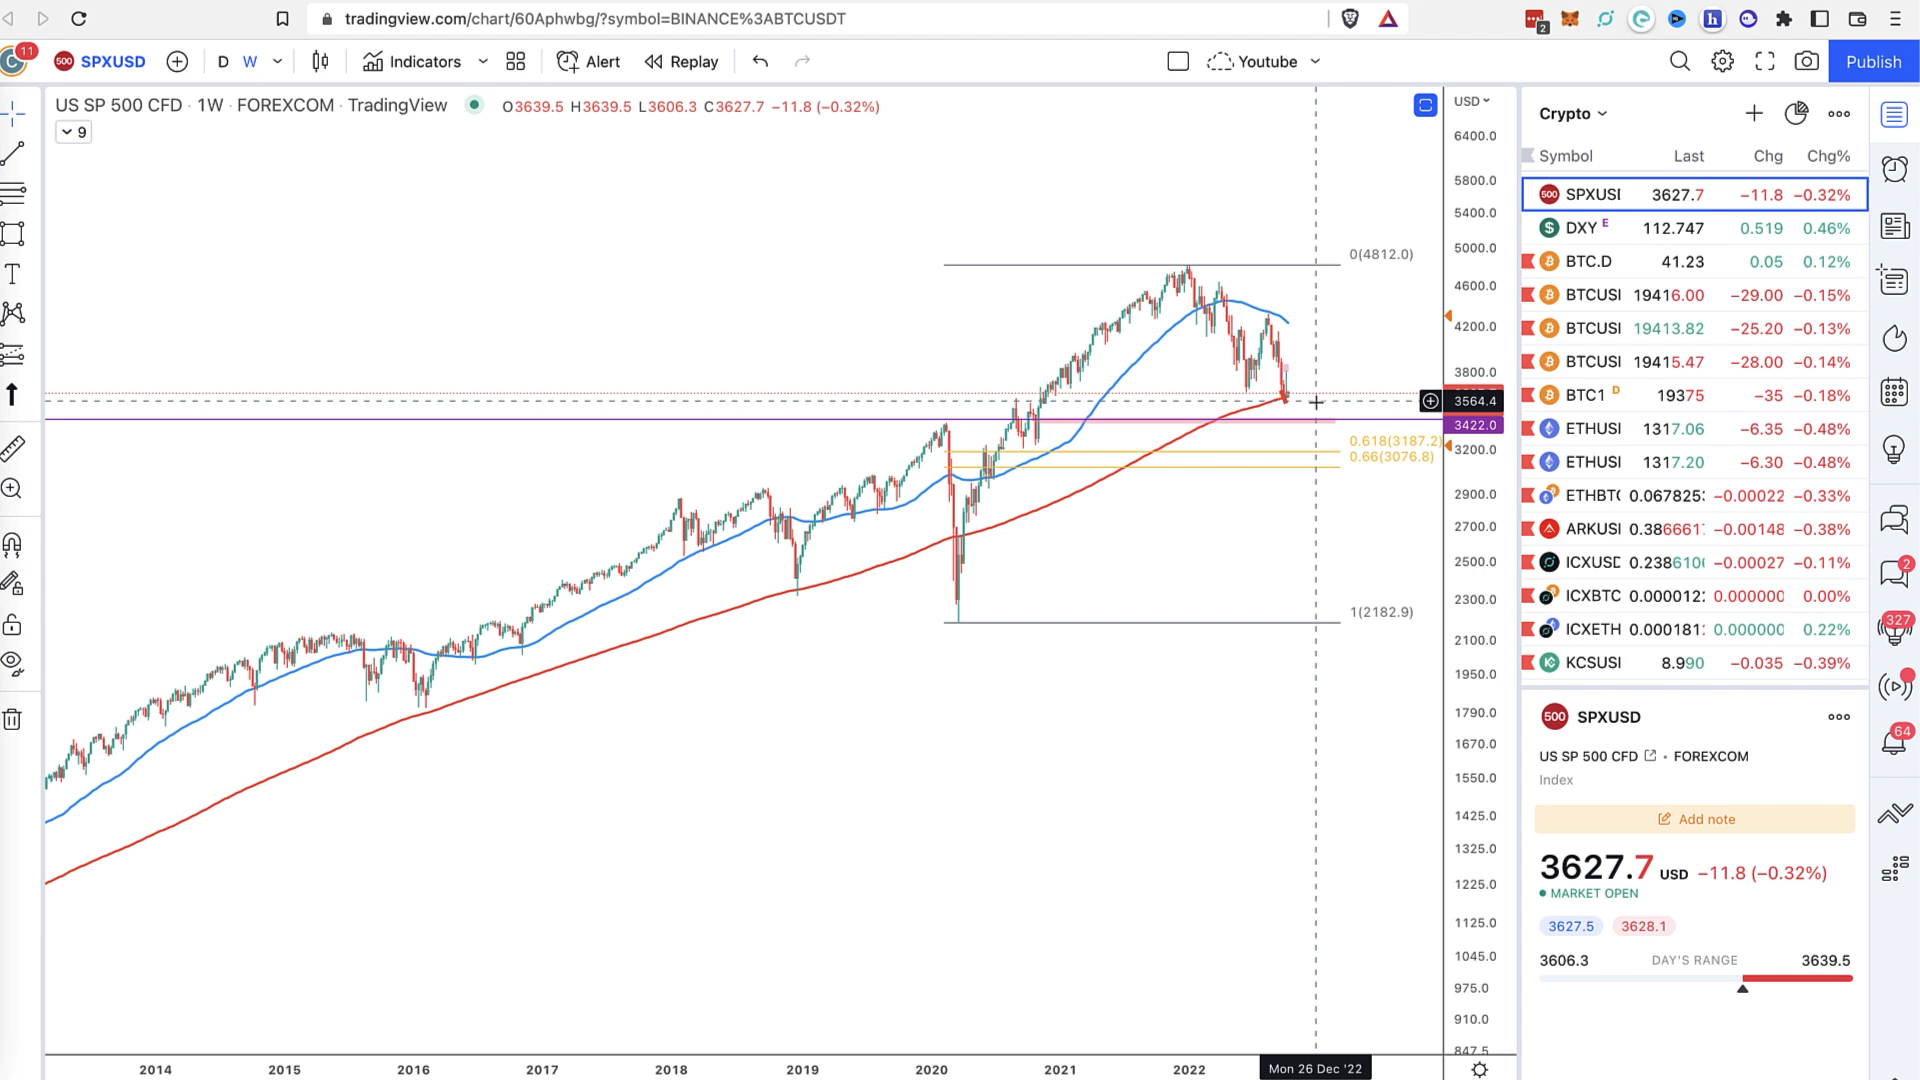 tradingview.com/chart/60Aphwbg/?symbol=BINANCE%3ABTCUSDT
2
11
500 SPXUSD D W Indicators Alert Replay Youtube Publish
US SP 500 CFD · 1W · FOREXCOM · TradingView O3639.5 H3639.5 L3606.3 C3627.7 −11.8 (−0.32%)
9
USD
6400.0
5800.0
5400.0
5000.0
4600.0
4200.0
3800.0
3564.4
3422.0
3200.0
2900.0
2700.0
2500.0
2300.0
2100.0
1950.0
1790.0
1670.0
1550.0
1425.0
1325.0
1225.0
1125.0
1045.0
975.0
910.0
847.5
0(4812.0)
0.618(3187.2)
0.66(3076.8)
1(2182.9)
2014 2015 2016 2017 2018 2019 2020 2021 2022 Mon 26 Dec '22
Crypto
Symbol Last Chg Chg%
500 SPXUSI 3627.7 −11.8 −0.32%
DXY E 112.747 0.519 0.46%
BTC.D 41.23 0.05 0.12%
BTCUSI 19416.00 −29.00 −0.15%
BTCUSI 19413.82 −25.20 −0.13%
BTCUSI 19415.47 −28.00 −0.14%
BTC1 D 19375 −35 −0.18%
ETHUSI 1317.06 −6.35 −0.48%
ETHUSI 1317.20 −6.30 −0.48%
ETHBT 0.067825 −0.00022 −0.33%
ARKUSI 0.386661 −0.00148 −0.38%
ICXUSD 0.238610 −0.00027 −0.11%
ICXBTC 0.000012 0.000000 0.00%
ICXETH 0.000181 0.000000 0.22%
KCSUSI 8.990 −0.035 −0.39%
500 SPXUSD
US SP 500 CFD • FOREXCOM
Index
Add note
3627.7 USD −11.8 (−0.32%)
MARKET OPEN
3627.5 3628.1
3606.3 DAY'S RANGE 3639.5
2
327
64